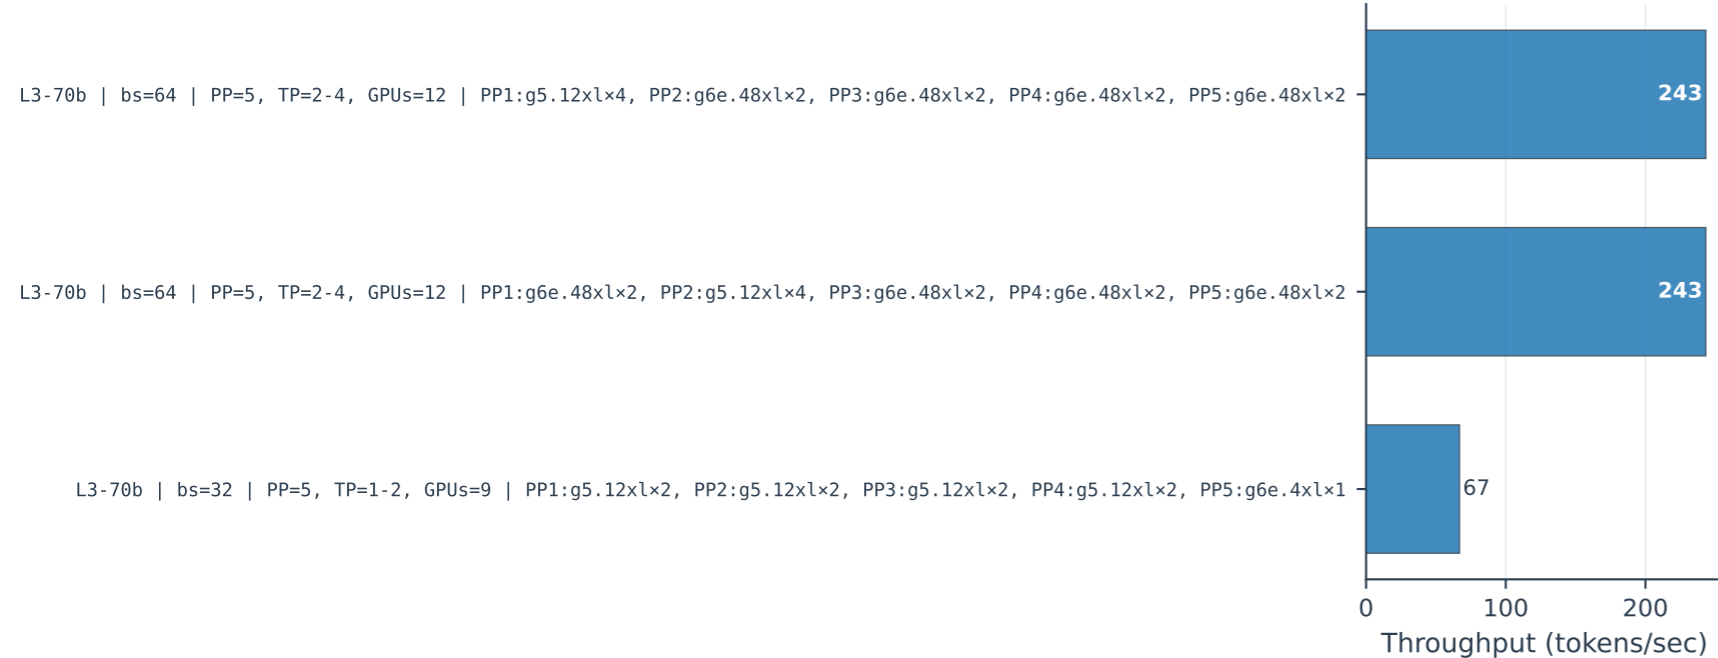 L3-70b | bs=64 | PP=5, TP=2-4, GPUs=12 | PP1:g5.12xl×4, PP2:g6e.48xl×2, PP3:g6e.48xl×2, PP4:g6e.48xl×2, PP5:g6e.48xl×2
243
L3-70b | bs=64 | PP=5, TP=2-4, GPUs=12 | PP1:g6e.48xl×2, PP2:g5.12xl×4, PP3:g6e.48xl×2, PP4:g6e.48xl×2, PP5:g6e.48xl×2
243
L3-70b | bs=32 | PP=5, TP=1-2, GPUs=9 | PP1:g5.12xl×2, PP2:g5.12xl×2, PP3:g5.12xl×2, PP4:g5.12xl×2, PP5:g6e.4xl×1
67
0 100 200
Throughput (tokens/sec)